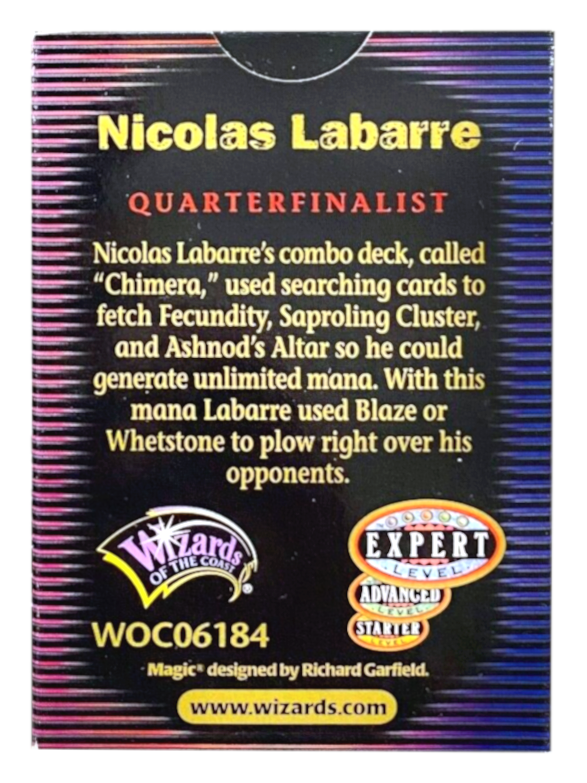 Nicolas Labarre
QUARTERFINALIST
Nicolas Labarre's combo deck, called
"Chimera," used searching cards to
fetch Fecundity, Saproling Cluster,
and Ashnod's Altar so he could
generate unlimited mana. With this
mana Labarre used Blaze or
Whetstone to plow right over his
opponents.
Wizards
OF THE COAST
®
EXPERT
LEVEL
ADVANCED
LEVEL
STARTER
LEVEL
WOC06184
Magic® designed by Richard Garfield.
www.wizards.com